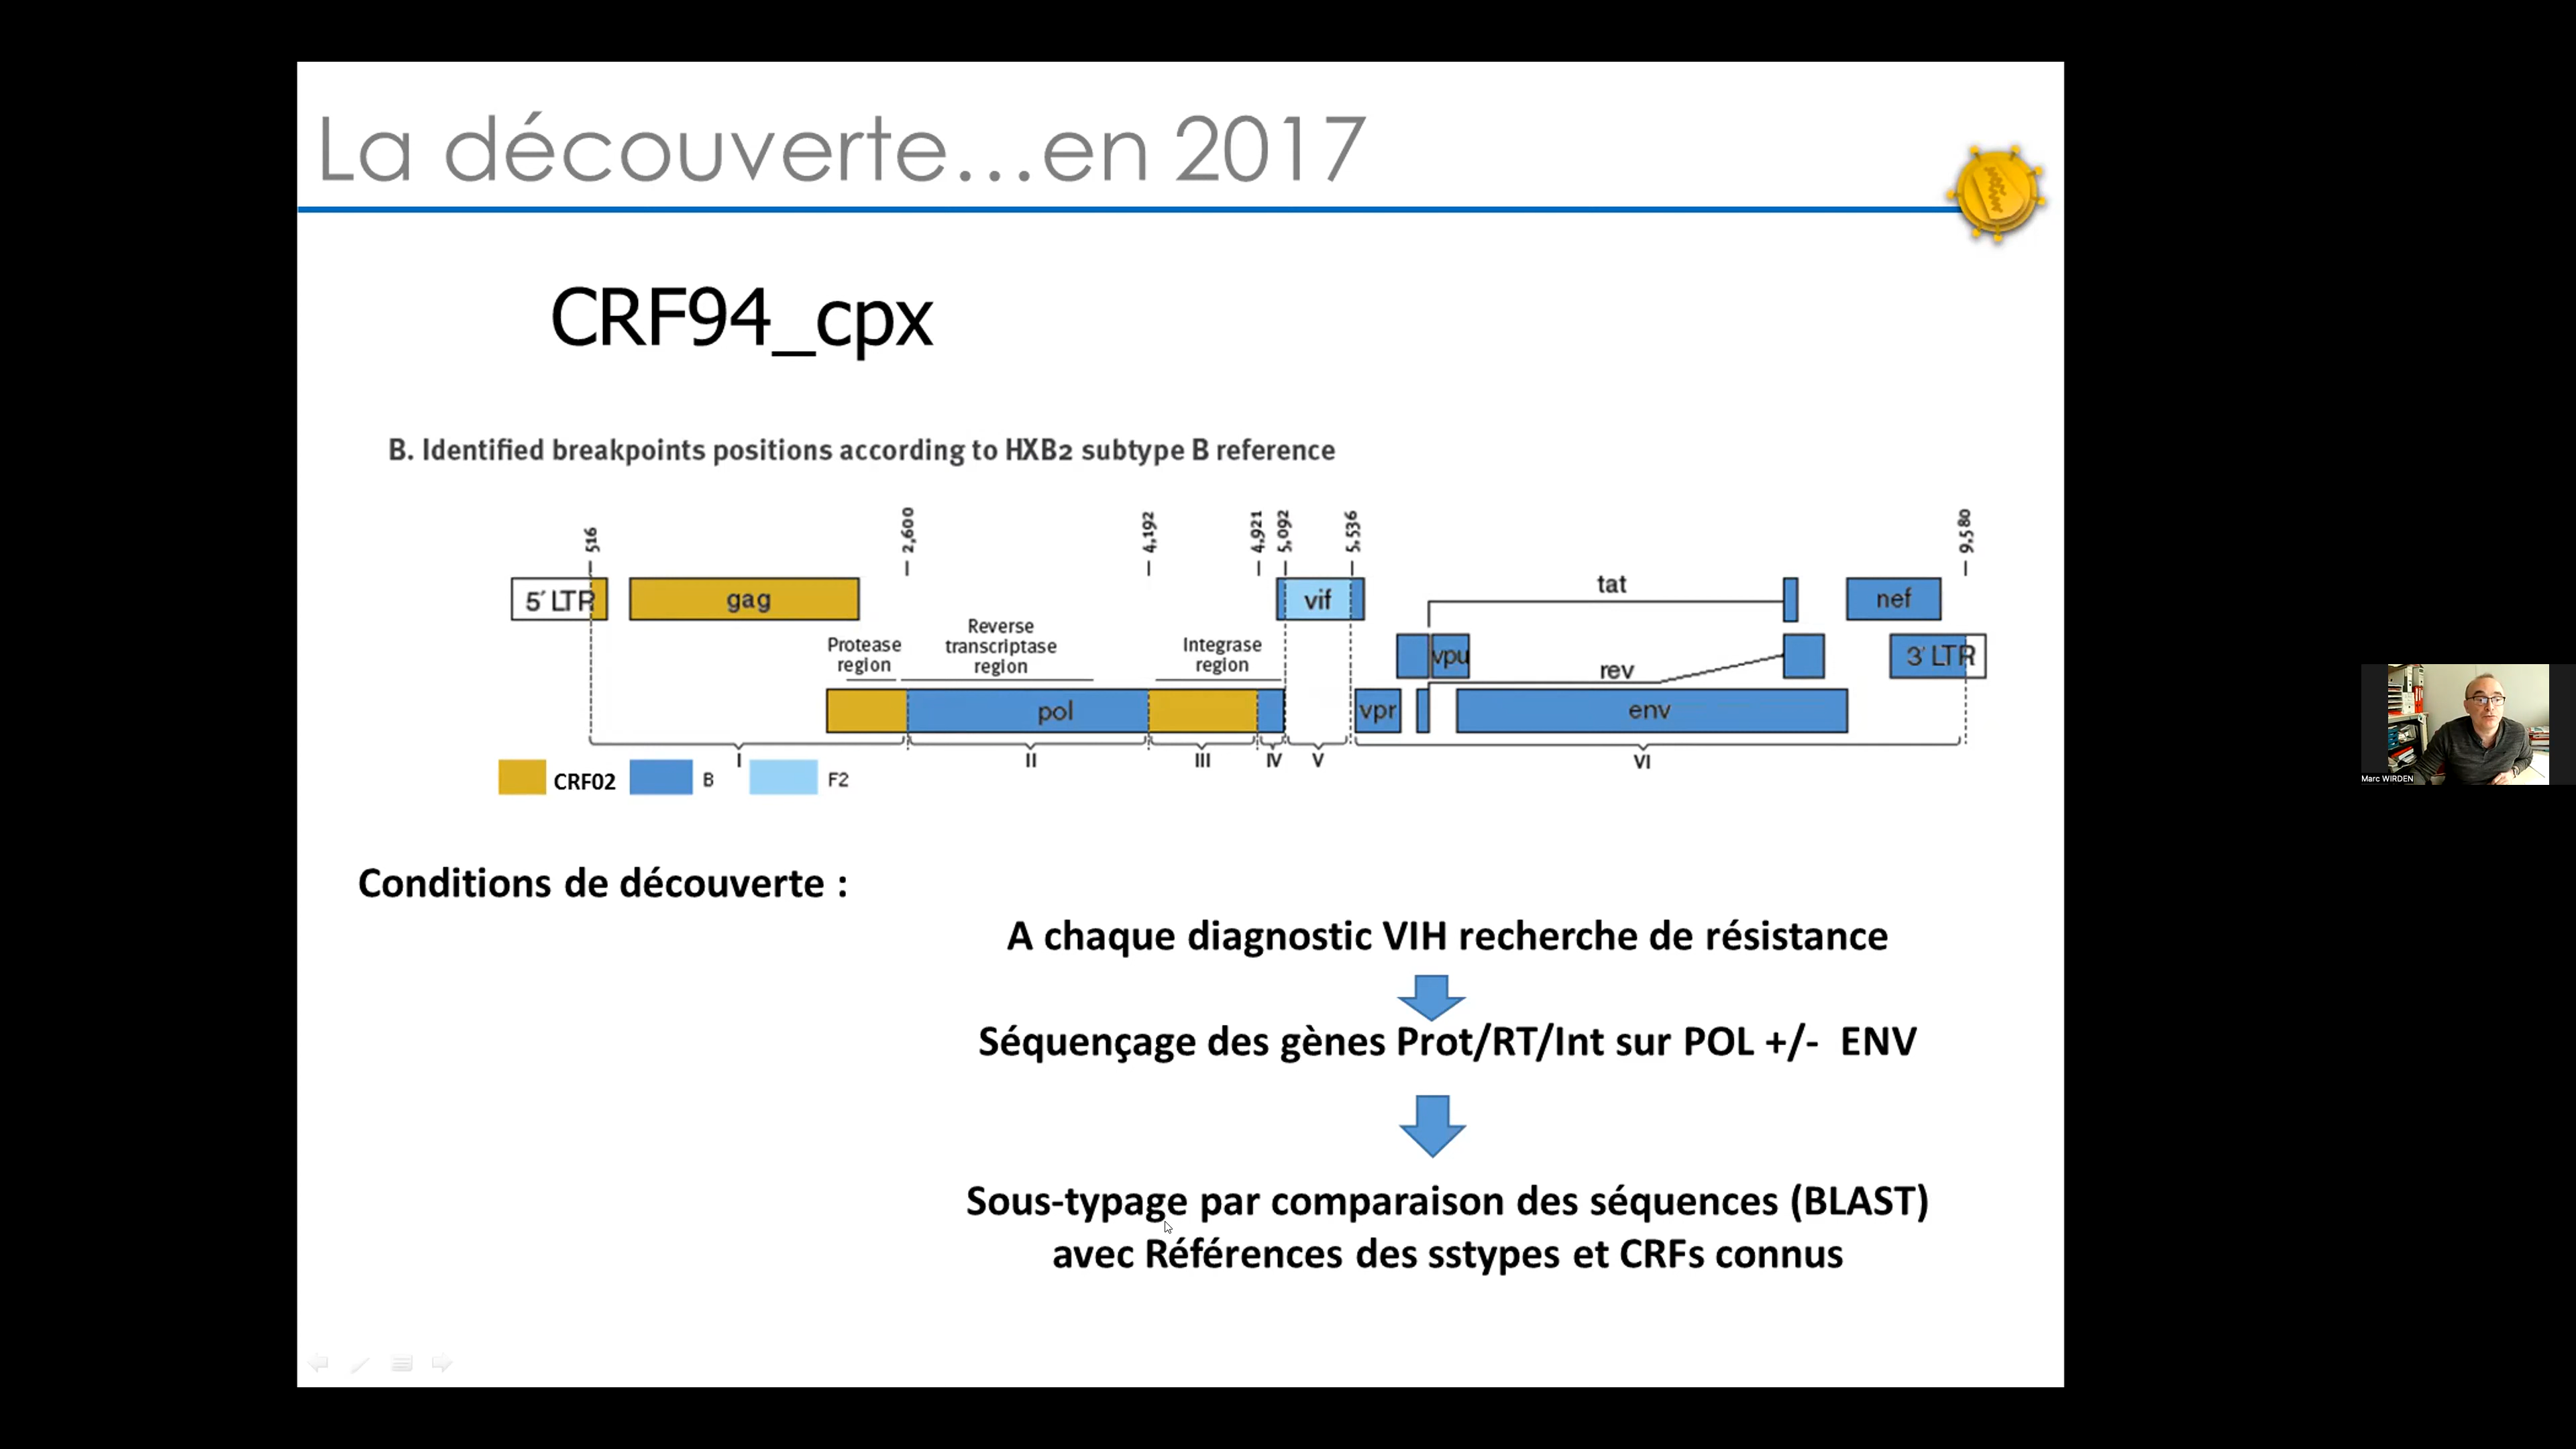 La découverte...en 2017
CRF94_cpx
B. Identified breakpoints positions according to HXB2 subtype B reference
516
2,600
4,192
4,921
5,092
5,536
9,580
5′ LTR
gag
vif
tat
nef
Protease
region
Reverse
transcriptase
region
Integrase
region
vpu
rev
3′ LTR
pol
vpr
env
I
II
III
IV
V
VI
CRF02
B
F2
Marc WIRDEN
Conditions de découverte :
A chaque diagnostic VIH recherche de résistance
Séquençage des gènes Prot/RT/Int sur POL +/- ENV
Sous-typage par comparaison des séquences (BLAST)
avec Références des sstypes et CRFs connus